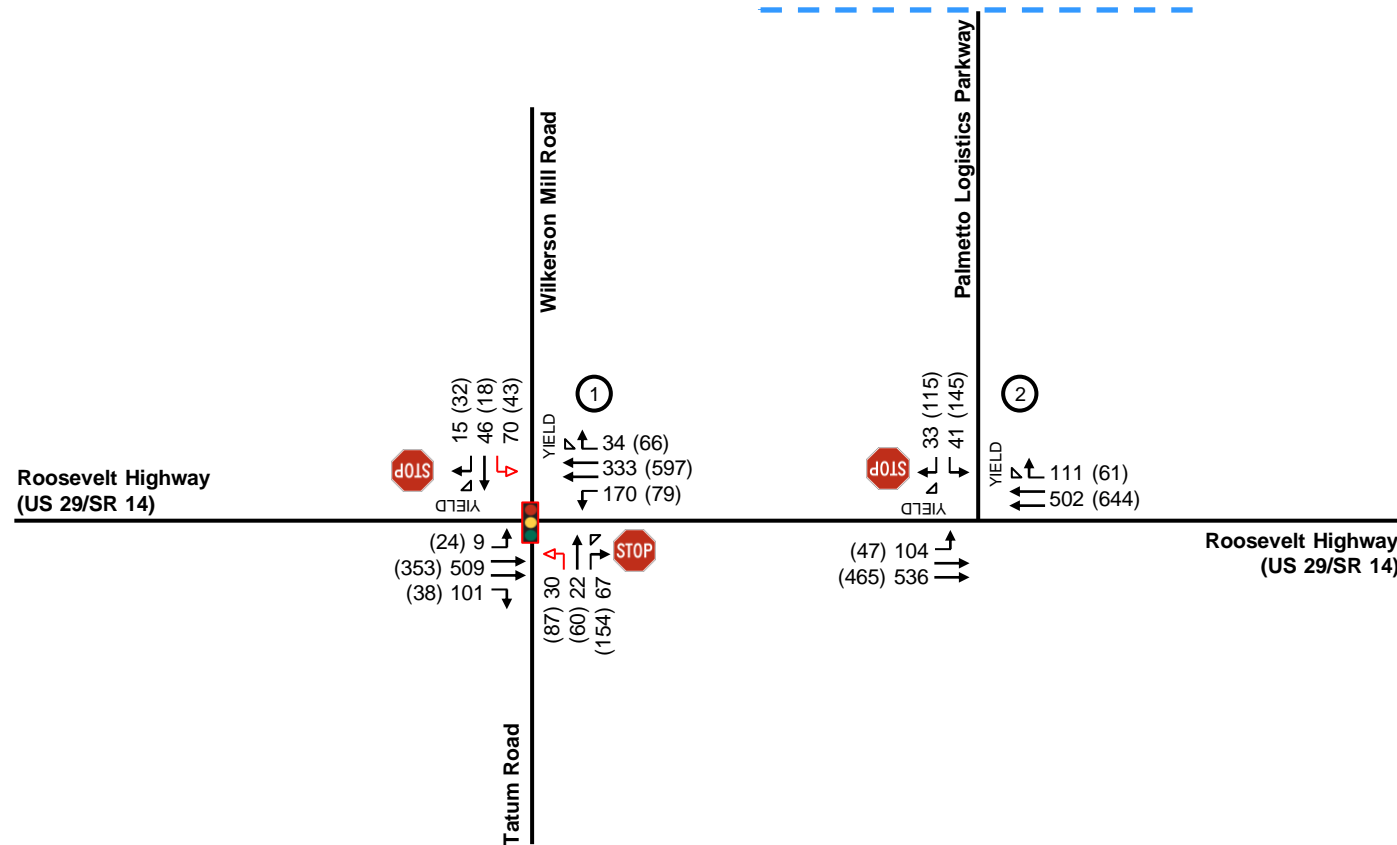 Wilkerson Mill Road
Palmetto Logistics Parkway
15 (32)
46 (18)
70 (43)
1
33 (115)
41 (145)
2
STOP
YIELD
YIELD
34 (66)
333 (597)
170 (79)
STOP
YIELD
YIELD
111 (61)
502 (644)
Roosevelt Highway
(US 29/SR 14)
(24) 9
(353) 509
(38) 101
STOP
(87) 30
(60) 22
(154) 67
(47) 104
(465) 536
Roosevelt Highway
(US 29/SR 14)
Tatum Road